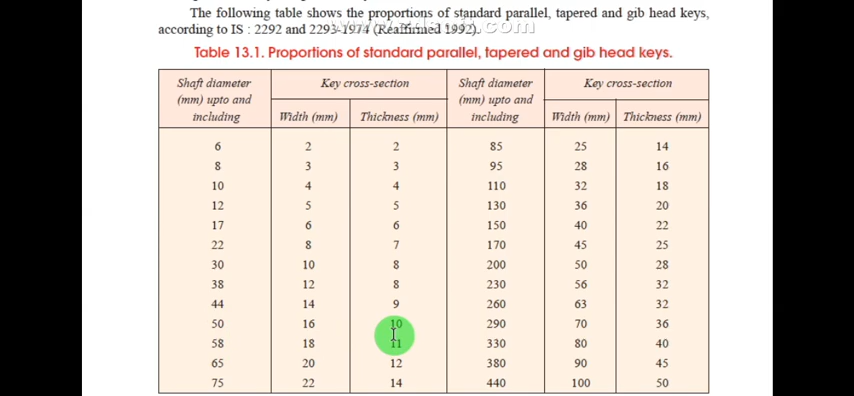 The following table shows the proportions of standard parallel, tapered and gib head keys,
according to IS : 2292 and 2293-1974 (Reaffirmed 1992).
Table 13.1. Proportions of standard parallel, tapered and gib head keys.
Shaft diameter (mm) upto and including Key cross-section Shaft diameter (mm) upto and including Key cross-section
Width (mm) Thickness (mm) Width (mm) Thickness (mm)
6 2 2 85 25 14
8 3 3 95 28 16
10 4 4 110 32 18
12 5 5 130 36 20
17 6 6 150 40 22
22 8 7 170 45 25
30 10 8 200 50 28
38 12 8 230 56 32
44 14 9 260 63 32
50 16 10 290 70 36
58 18 11 330 80 40
65 20 12 380 90 45
75 22 14 440 100 50